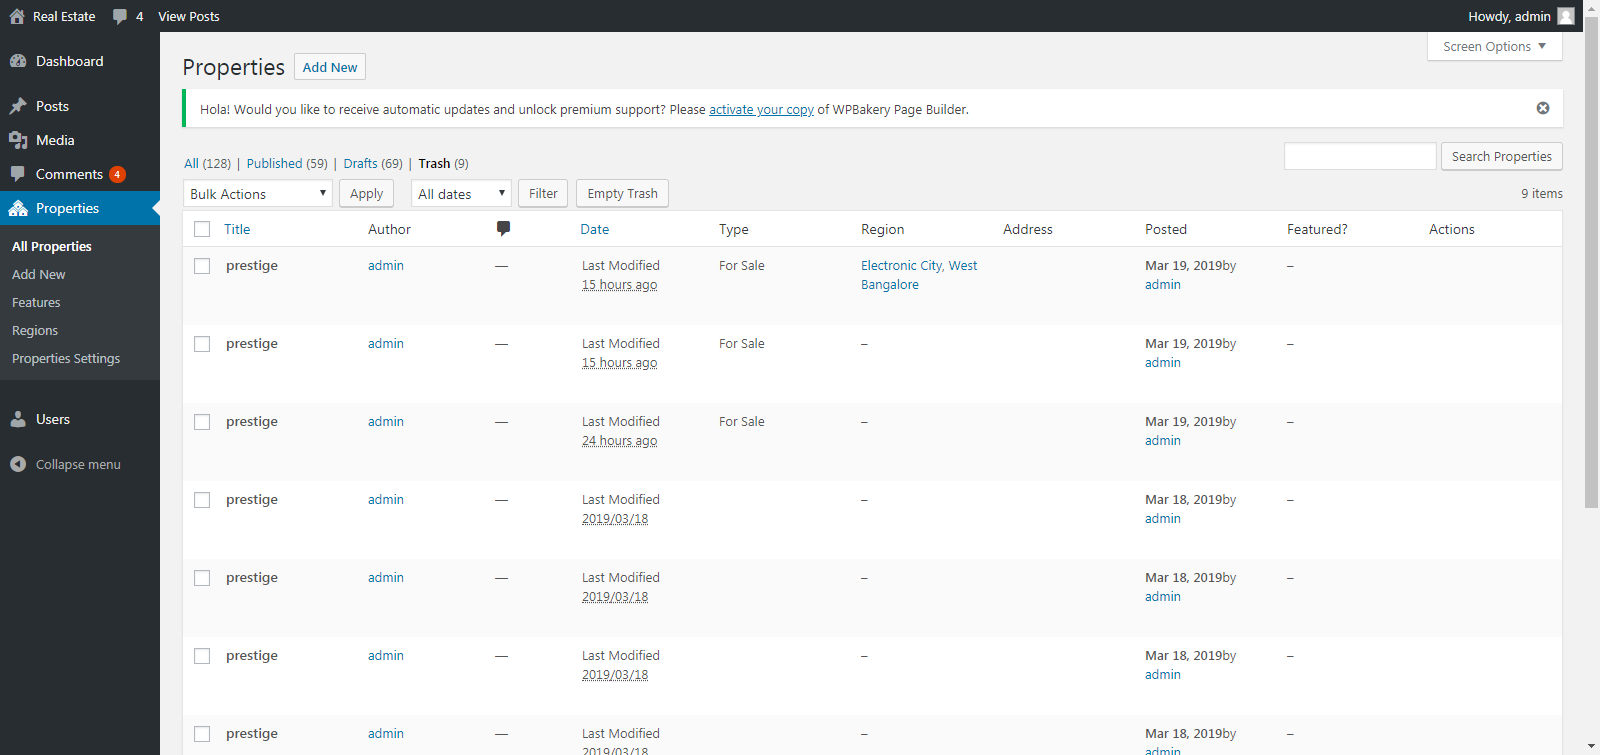 Real Estate 4 View Posts Howdy, admin
Screen Options ▼
Dashboard
Posts
Media
Comments 4
Properties
All Properties
Add New
Features
Regions
Properties Settings
Users
Collapse menu
Properties Add New
Hola! Would you like to receive automatic updates and unlock premium support? Please activate your copy of WPBakery Page Builder.
All (128) | Published (59) | Drafts (69) | Trash (9)
Search Properties
Bulk Actions Apply All dates Filter Empty Trash 9 items
Title Author Date Type Region Address Posted Featured? Actions
prestige admin — Last Modified For Sale Electronic City, West Mar 19, 2019by –
15 hours ago Bangalore admin
prestige admin — Last Modified For Sale – Mar 19, 2019by –
15 hours ago admin
prestige admin — Last Modified For Sale – Mar 19, 2019by –
24 hours ago admin
prestige admin — Last Modified – Mar 18, 2019by –
2019/03/18 admin
prestige admin — Last Modified – Mar 18, 2019by –
2019/03/18 admin
prestige admin — Last Modified – Mar 18, 2019by –
2019/03/18 admin
prestige admin — Last Modified – Mar 18, 2019by –
2019/03/18 admin